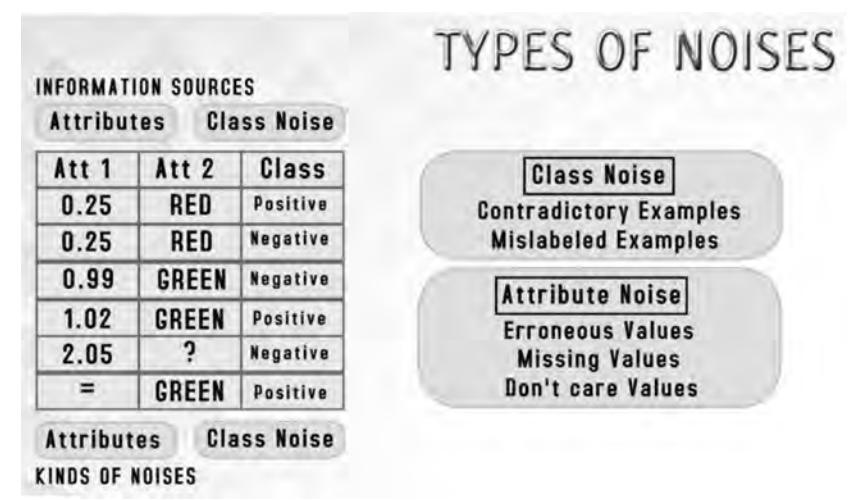 TYPES OF NOISES
INFORMATION SOURCES
Attributes Class Noise
Att 1 Att 2 Class
0.25 RED Positive
0.25 RED Negative
0.99 GREEN Negative
1.02 GREEN Positive
2.05 ? Negative
= GREEN Positive
Attributes Class Noise
KINDS OF NOISES
Class Noise
Contradictory Examples
Mislabeled Examples
Attribute Noise
Erroneous Values
Missing Values
Don't care Values